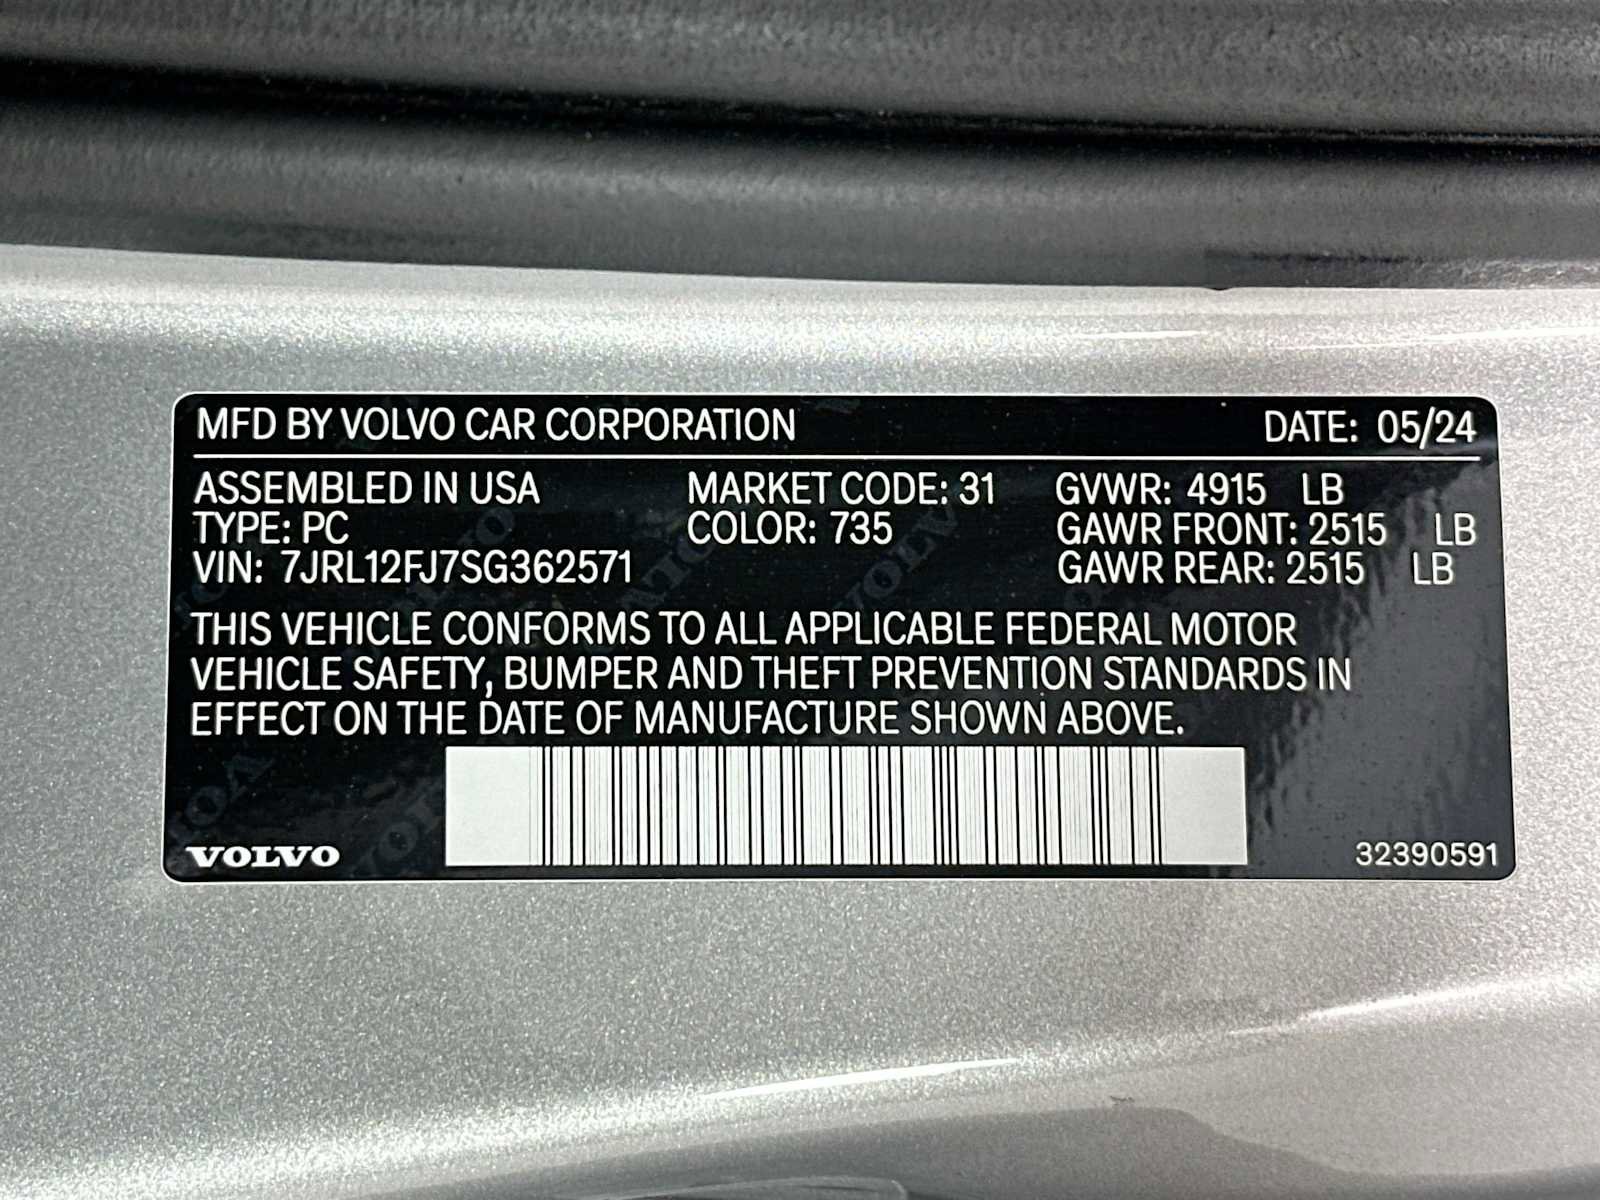 MFD BY VOLVO CAR CORPORATION DATE: 05/24
ASSEMBLED IN USA MARKET CODE: 31 GVWR: 4915 LB
TYPE: PC COLOR: 735 GAWR FRONT: 2515 LB
VIN: 7JRL12FJ7SG362571 GAWR REAR: 2515 LB
THIS VEHICLE CONFORMS TO ALL APPLICABLE FEDERAL MOTOR
VEHICLE SAFETY, BUMPER AND THEFT PREVENTION STANDARDS IN
EFFECT ON THE DATE OF MANUFACTURE SHOWN ABOVE.
VOLVO 32390591